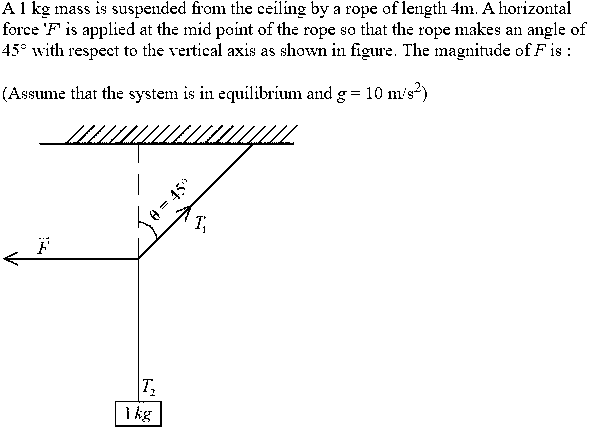 A 1 kg mass is suspended from the ceiling by a rope of length 4m. A horizontal
force 'F' is applied at the mid point of the rope so that the rope makes an angle of
45° with respect to the vertical axis as shown in figure. The magnitude of F is :
(Assume that the system is in equilibrium and g = 10 m/s²)
θ = 45°
T₁
F
T₂
1 kg